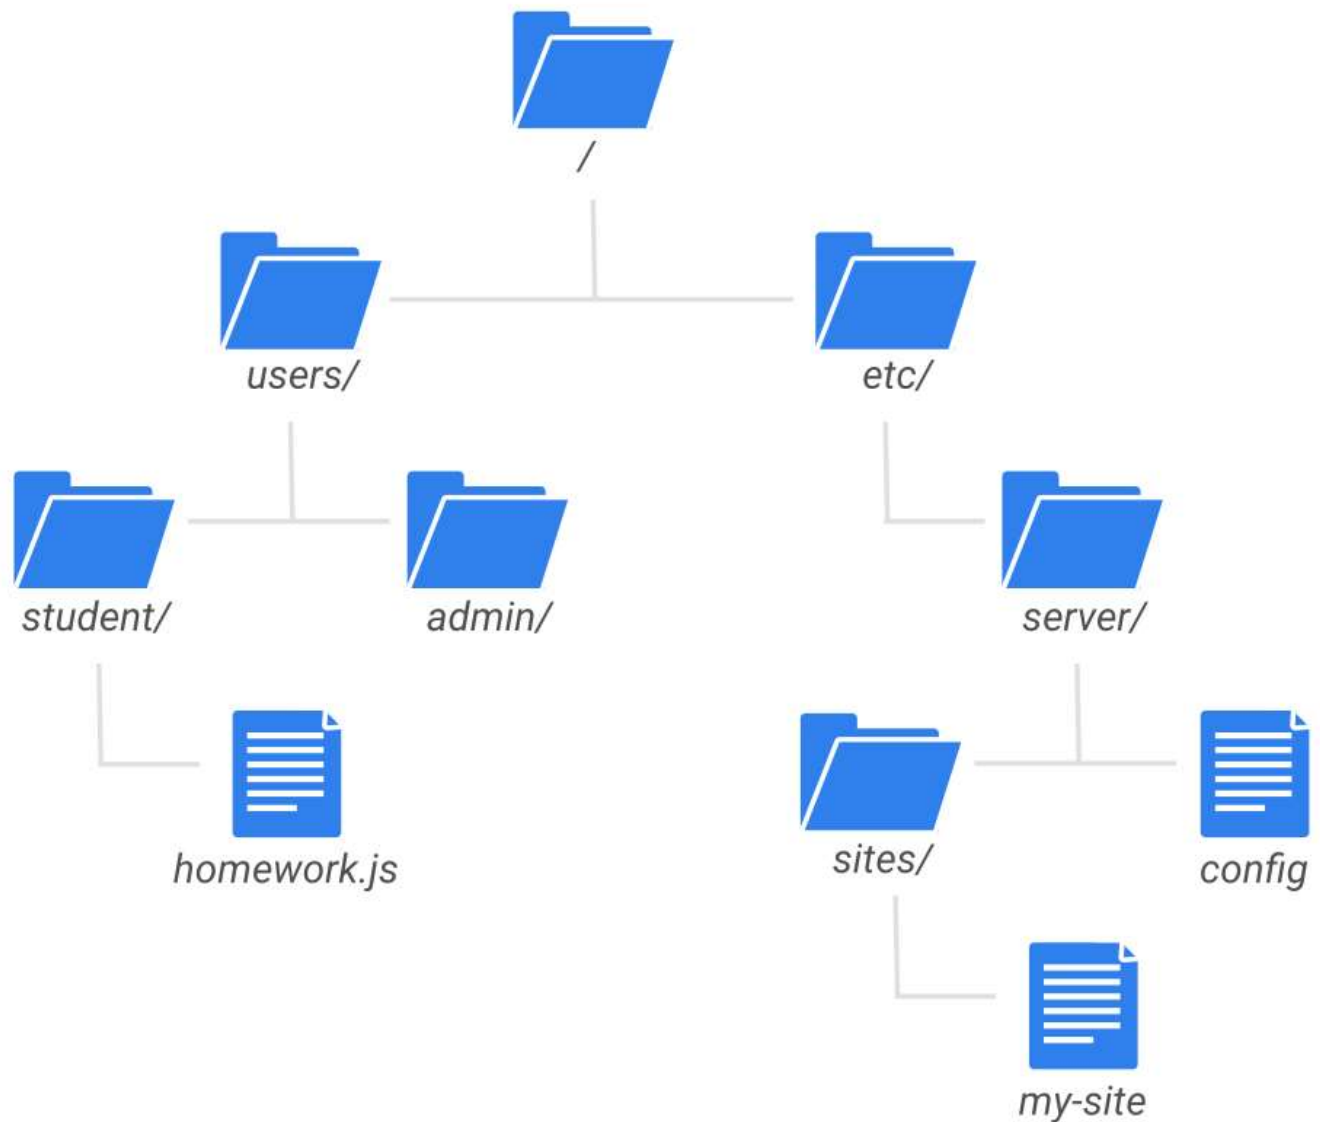 /
users/
etc/
student/
admin/
server/
homework.js
sites/
config
my-site